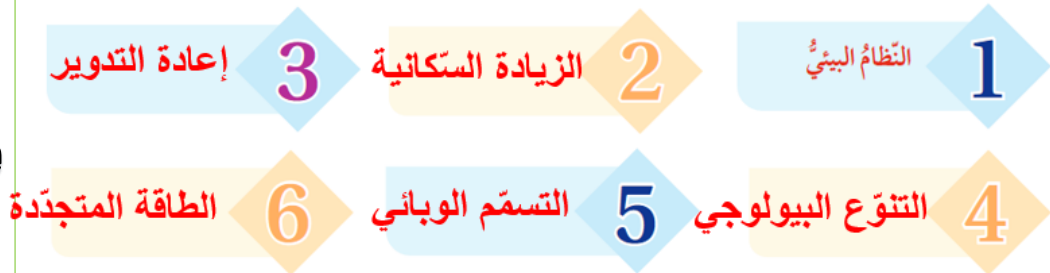 1 النّظامُ البيئيُّ
2 الزيادة السّكانية
3 إعادة التدوير
4 التنوّع البيولوجي
5 التسمّم الوبائي
6 الطاقة المتجدّدة